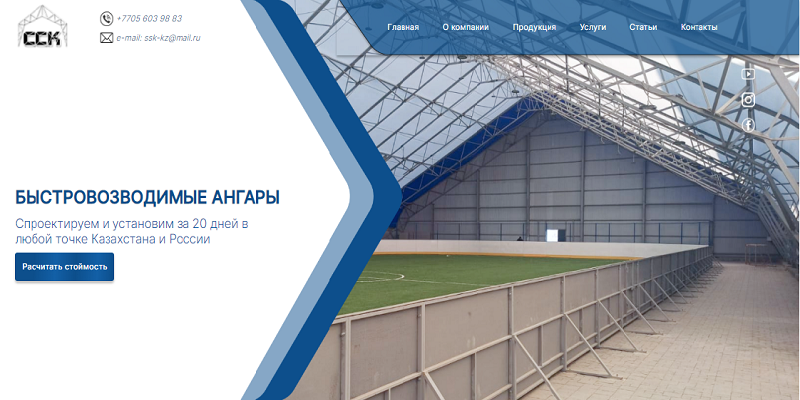 ССК
+7705 603 98 83
e-mail: ssk-kz@mail.ru
Главная О компании Продукция Услуги Статьи Контакты
БЫСТРОВОЗВОДИМЫЕ АНГАРЫ
Спроектируем и установим за 20 дней в
любой точке Казахстана и России
Расчитать стоймость